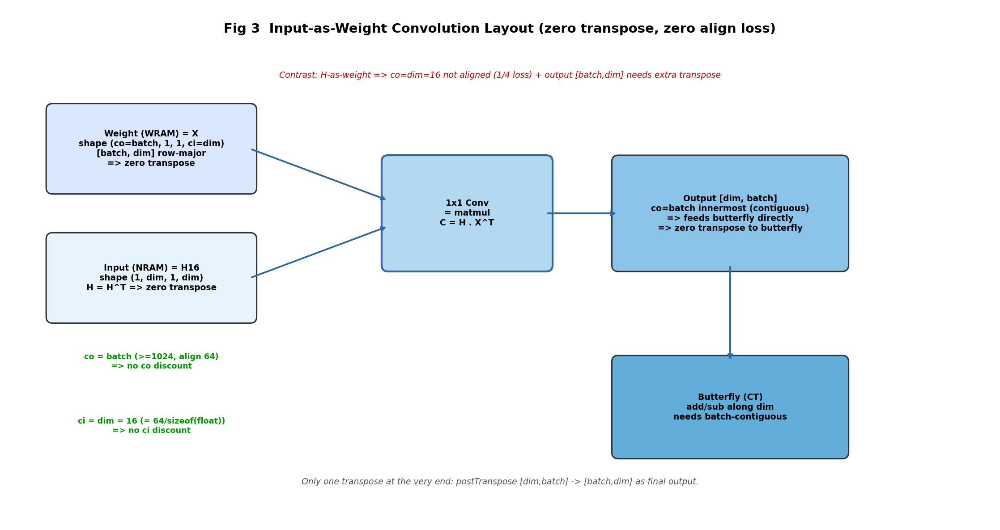 Fig 3  Input-as-Weight Convolution Layout (zero transpose, zero align loss)
Contrast: H-as-weight => co=dim=16 not aligned (1/4 loss) + output [batch,dim] needs extra transpose
Weight (WRAM) = X
shape (co=batch, 1, 1, ci=dim)
[batch, dim] row-major
=> zero transpose
Input (NRAM) = H16
shape (1, dim, 1, dim)
H = H^T => zero transpose
1x1 Conv
= matmul
C = H . X^T
Output [dim, batch]
co=batch innermost (contiguous)
=> feeds butterfly directly
=> zero transpose to butterfly
co = batch (>=1024, align 64)
=> no co discount
ci = dim = 16 (= 64/sizeof(float))
=> no ci discount
Butterfly (CT)
add/sub along dim
needs batch-contiguous
Only one transpose at the very end: postTranspose [dim,batch] -> [batch,dim] as final output.